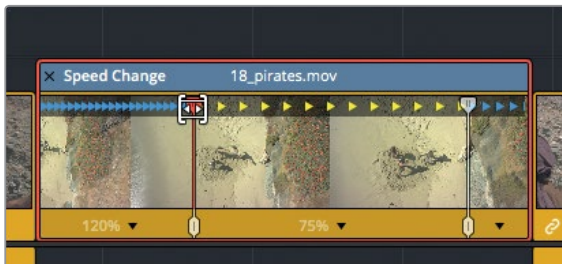 × Speed Change 18_pirates.mov
120% ▼ 75% ▼ ▼